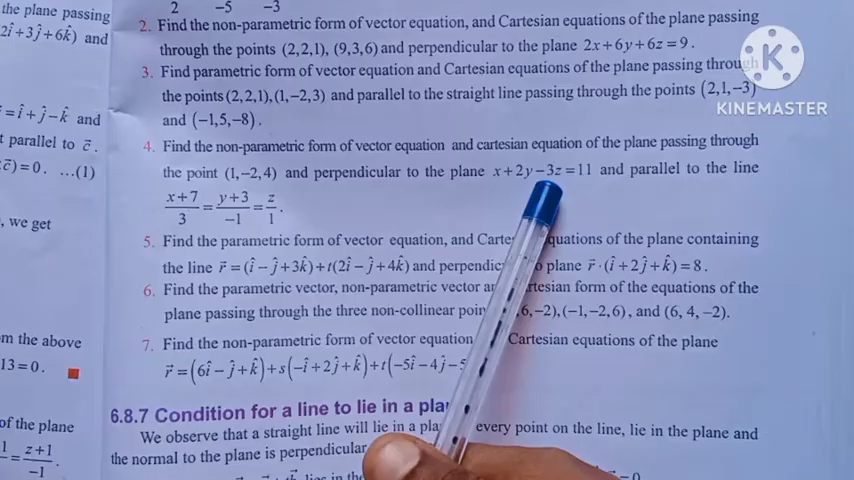 the plane passing
2î+3ĵ+6k̂) and
r⃗ = î+ĵ−k̂ and
t parallel to c⃗.
c⃗)=0. ...(1)
, we get
m the above
13=0.
of the plane
1 = z+1/−1.
2 −5 −3
2. Find the non-parametric form of vector equation, and Cartesian equations of the plane passing
through the points (2,2,1), (9,3,6) and perpendicular to the plane 2x+6y+6z=9.
3. Find parametric form of vector equation and Cartesian equations of the plane passing through
the points (2,2,1), (1,−2,3) and parallel to the straight line passing through the points (2,1,−3)
and (−1,5,−8).
4. Find the non-parametric form of vector equation and cartesian equation of the plane passing through
the point (1,−2,4) and perpendicular to the plane x+2y−3z=11 and parallel to the line
x+7/3 = y+3/−1 = z/1.
5. Find the parametric form of vector equation, and Carte quations of the plane containing
the line r⃗=(î−ĵ+3k̂)+t(2î−ĵ+4k̂) and perpendic o plane r⃗·(î+2ĵ+k̂)=8.
6. Find the parametric vector, non-parametric vector a rtesian form of the equations of the
plane passing through the three non-collinear poin 6,−2),(−1,−2,6), and (6, 4, −2).
7. Find the non-parametric form of vector equation Cartesian equations of the plane
r⃗=(6î−ĵ+k̂)+s(−î+2ĵ+k̂)+t(−5î−4ĵ−5
6.8.7 Condition for a line to lie in a pla
We observe that a straight line will lie in a pla every point on the line, lie in the plane and
the normal to the plane is perpendicular
K
KINEMASTER